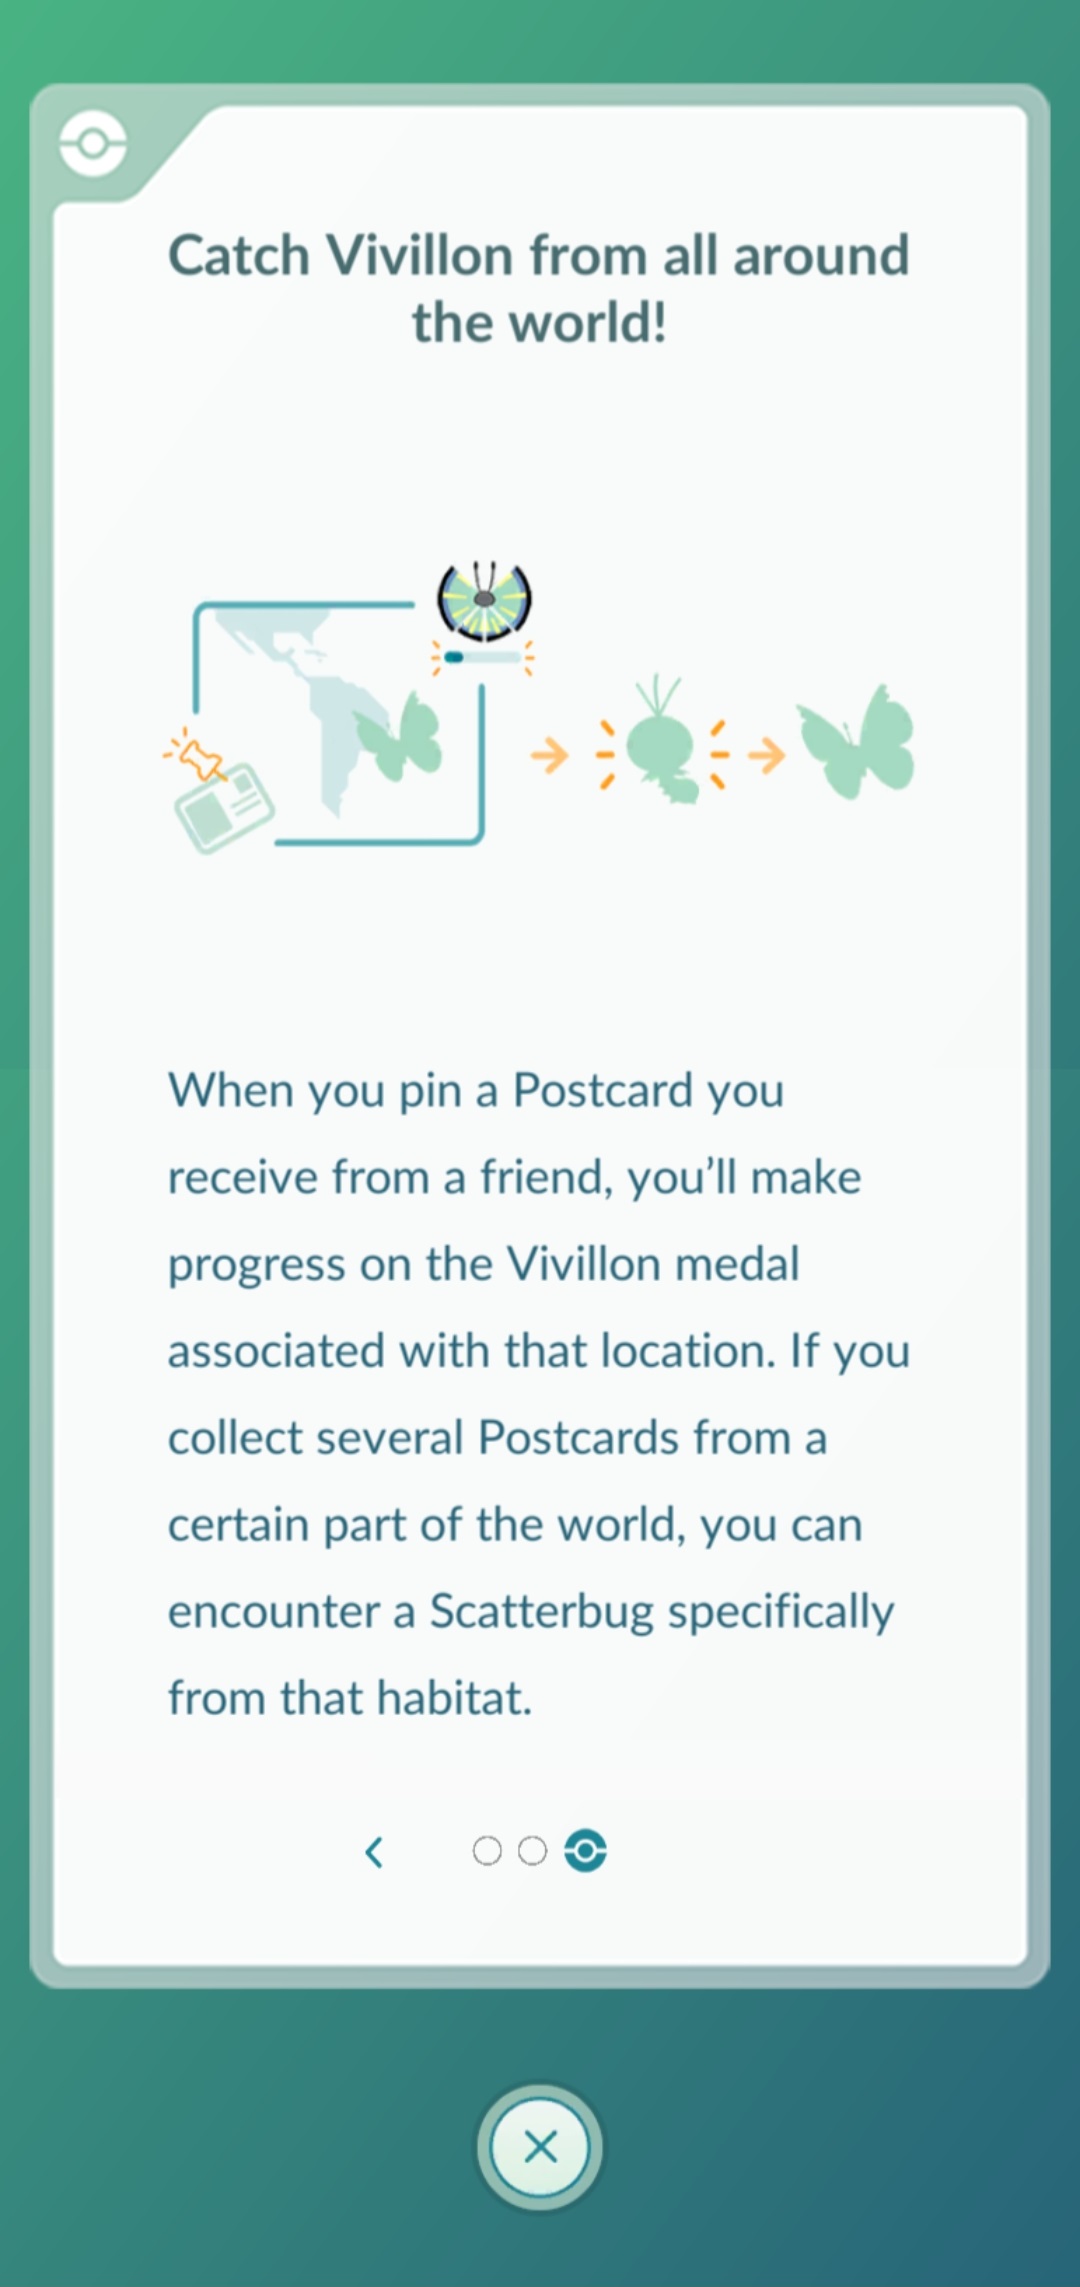 Catch Vivillon from all around
the world!
When you pin a Postcard you
receive from a friend, you’ll make
progress on the Vivillon medal
associated with that location. If you
collect several Postcards from a
certain part of the world, you can
encounter a Scatterbug specifically
from that habitat.